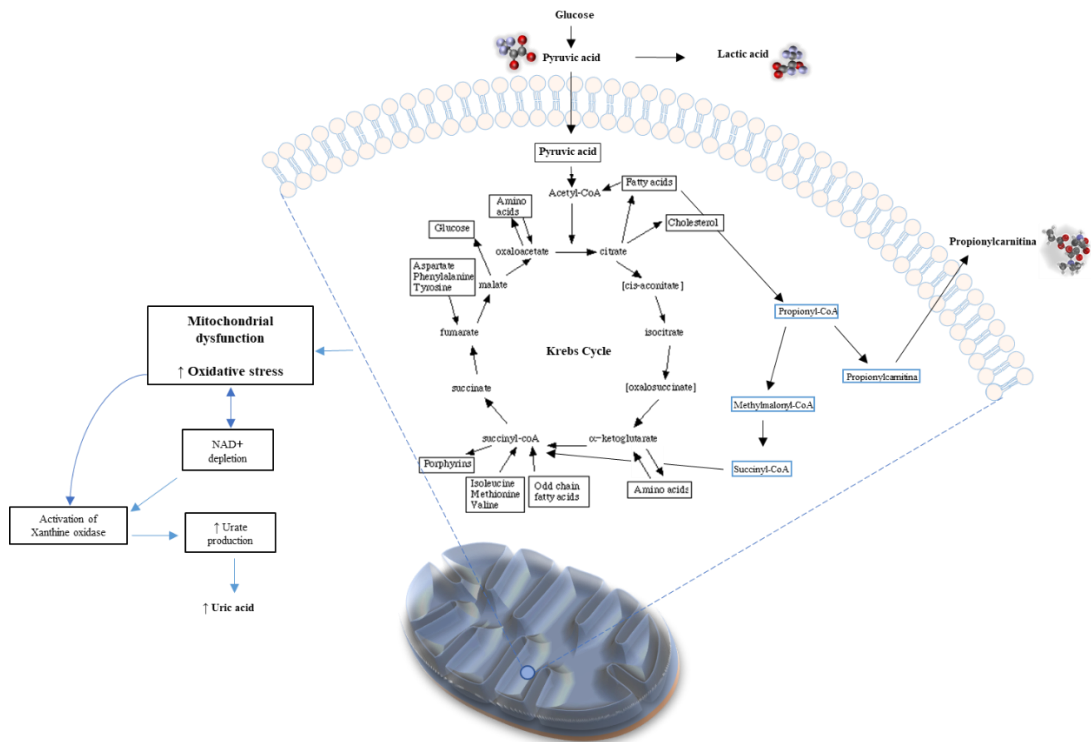 Glucose
Pyruvic acid
Lactic acid
Pyruvic acid
Acetyl-CoA
Fatty acids
Amino
acids
Cholesterol
Glucose
oxaloacetate
citrate
Propionylcarnitina
Aspartate
Phenylalanine
Tyrosine
malate
[cis-aconitate]
Propionyl-CoA
fumarate
isocitrate
Krebs Cycle
Mitochondrial
dysfunction
↑ Oxidative stress
Propionylcarnitina
succinate
[oxalosuccinate]
Methylmalonyl-CoA
NAD+
depletion
succinyl-coA
α-ketoglutarate
Porphyrins
Succinyl-CoA
Isoleucine
Methionine
Valine
Odd chain
fatty acids
Amino acids
Activation of
Xanthine oxidase
↑ Urate
production
↑ Uric acid